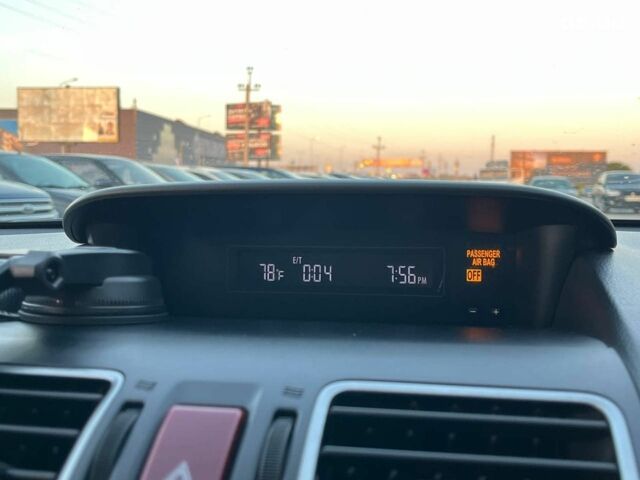 E/T
78°F 0:04 7:56 PM
PASSENGER
AIR BAG
OFF
- +